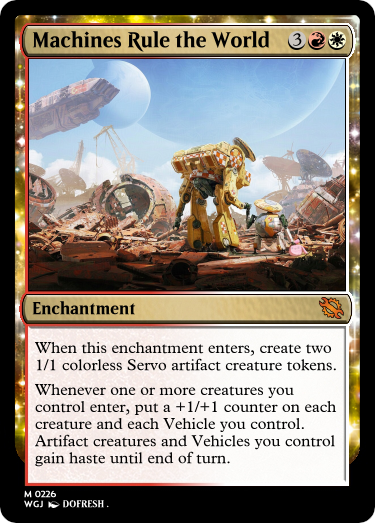 Machines Rule the World 3
Enchantment
When this enchantment enters, create two
1/1 colorless Servo artifact creature tokens.
Whenever one or more creatures you
control enter, put a +1/+1 counter on each
creature and each Vehicle you control.
Artifact creatures and Vehicles you control
gain haste until end of turn.
M 0226
WGJ DOFRESH .